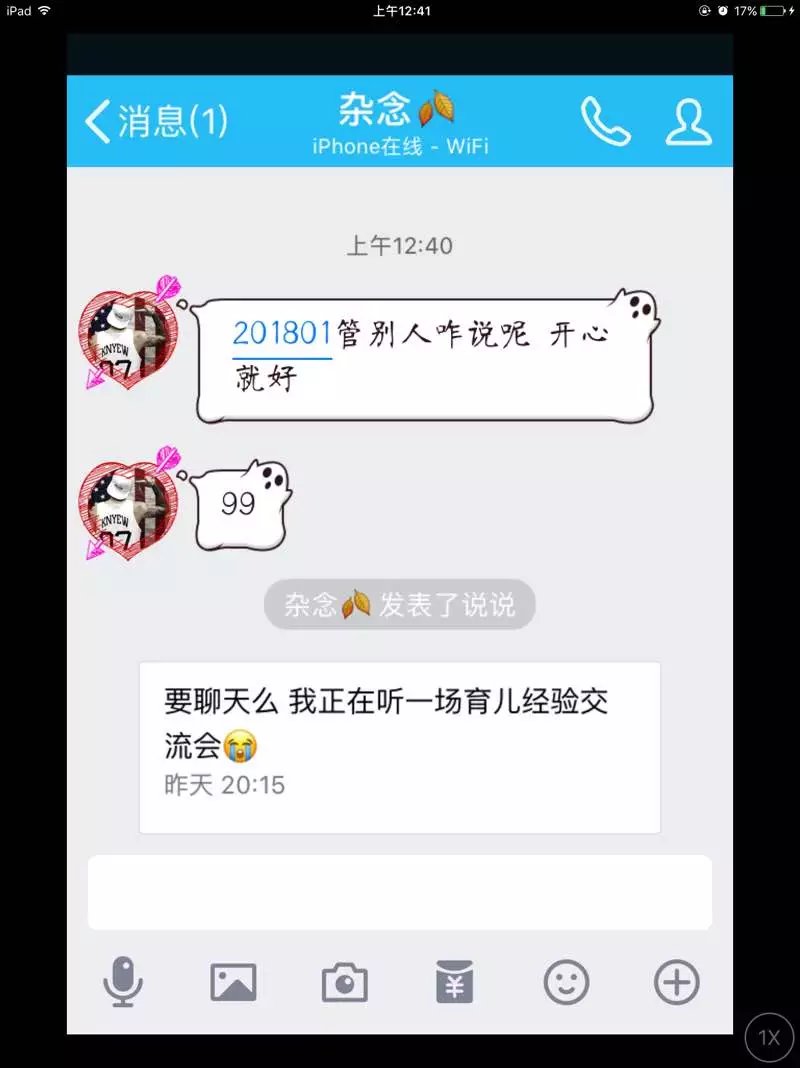 iPad 上午12:41 17%
消息(1) 杂念🍂
iPhone在线 - WiFi
上午12:40
KNYEW
201801管别人咋说呢 开心
就好
KNYEW
99
杂念🍂 发表了说说
要聊天么 我正在听一场育儿经验交
流会😭
昨天 20:15
¥
1X